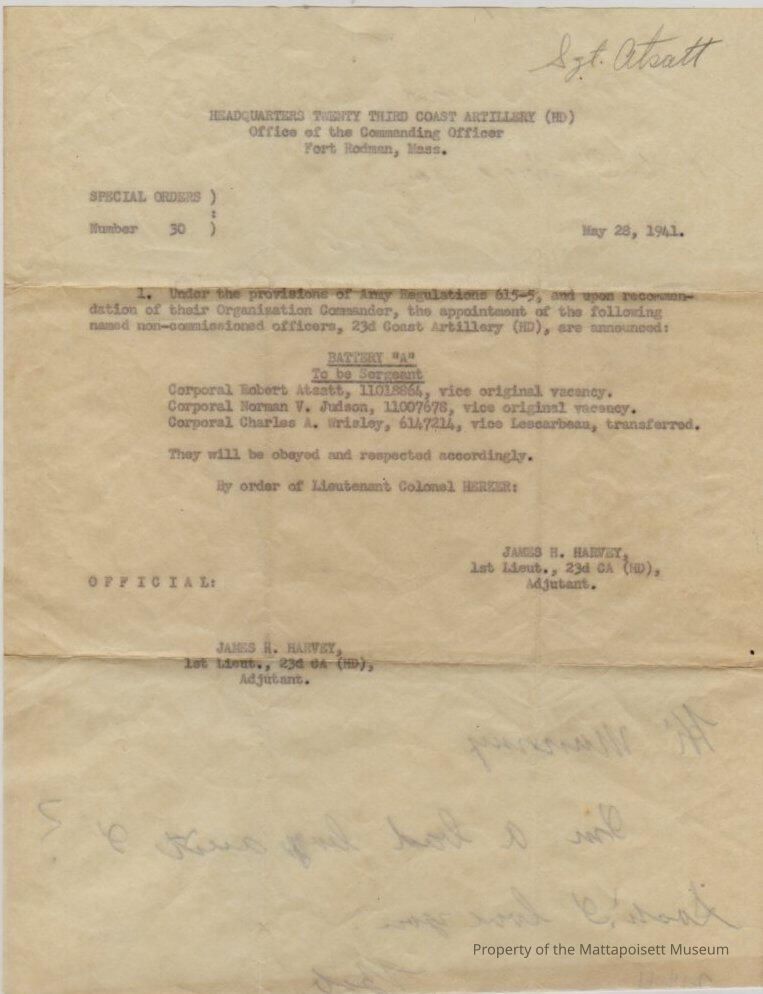 Sgt. Atsatt
HEADQUARTERS TWENTY THIRD COAST ARTILLERY (HD)
Office of the Commanding Officer
Fort Rodman, Mass.
SPECIAL ORDERS )
:
Number 30 )
May 28, 1941.
1. Under the provisions of Army Regulations 615-5, and upon recommen-
dation of their Organization Commander, the appointment of the following
named non-commissioned officers, 23d Coast Artillery (HD), are announced:
BATTERY "A"
To be Sergeant
Corporal Robert Atsatt, 11018864, vice original vacancy.
Corporal Norman V. Judson, 11007678, vice original vacancy.
Corporal Charles A. Wrisley, 6147214, vice Lescarbeau, transferred.
They will be obeyed and respected accordingly.
By order of Lieutenant Colonel HERZER:
JAMES H. HARVEY,
1st Lieut., 23d CA (HD),
Adjutant.
O F F I C I A L:
JAMES H. HARVEY,
1st Lieut., 23d CA (HD),
Adjutant.
Hi
I'm a bad boy aint I ?
I love you
Property of the Mattapoisett Museum